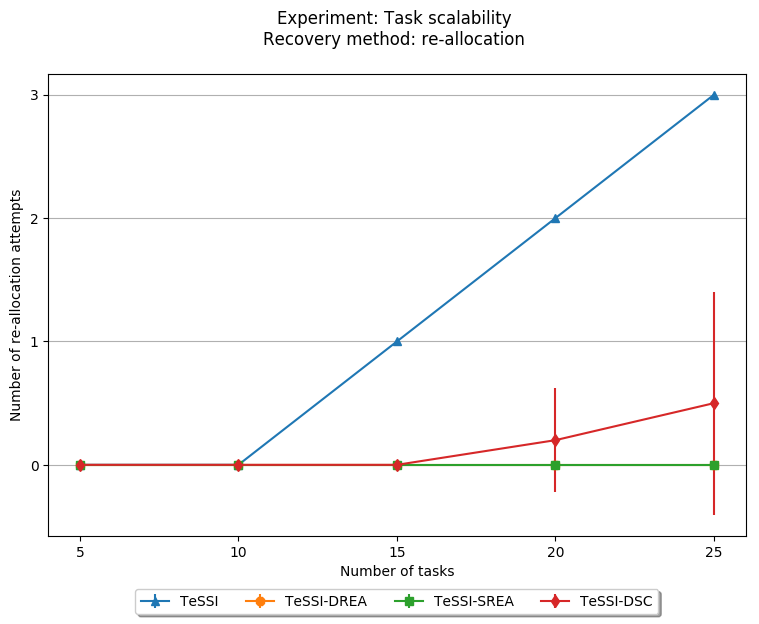 Experiment: Task scalability
Recovery method: re-allocation
Number of re-allocation attempts
3
2
1
0
5 10 15 20 25
Number of tasks
TeSSI TeSSI-DREA TeSSI-SREA TeSSI-DSC